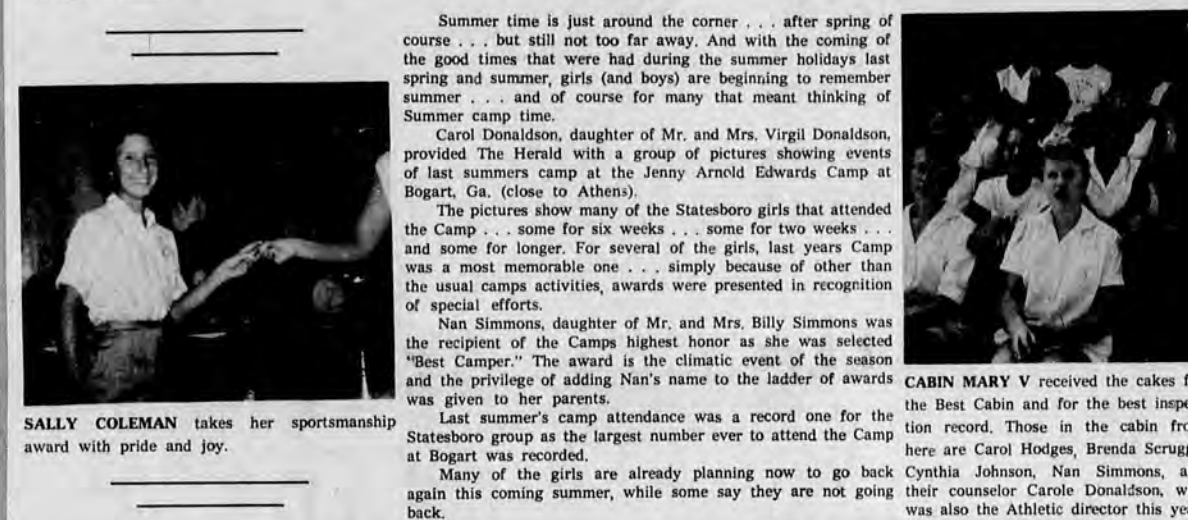 SALLY COLEMAN takes her sportsmanship
award with pride and joy.
Summer time is just around the corner . . . after spring of
course . . . but still not too far away. And with the coming of
the good times that were had during the summer holidays last
spring and summer, girls (and boys) are beginning to remember
summer . . . and of course for many that meant thinking of
Summer camp time.
Carol Donaldson, daughter of Mr. and Mrs. Virgil Donaldson,
provided The Herald with a group of pictures showing events
of last summers camp at the Jenny Arnold Edwards Camp at
Bogart, Ga. (close to Athens).
The pictures show many of the Statesboro girls that attended
the Camp . . . some for six weeks . . . some for two weeks . . .
and some for longer. For several of the girls, last years Camp
was a most memorable one . . . simply because of other than
the usual camps activities, awards were presented in recognition
of special efforts.
Nan Simmons, daughter of Mr. and Mrs. Billy Simmons was
the recipient of the Camps highest honor as she was selected
"Best Camper." The award is the climatic event of the season
and the privilege of adding Nan's name to the ladder of awards
was given to her parents.
Last summer's camp attendance was a record one for the
Statesboro group as the largest number ever to attend the Camp
at Bogart was recorded.
Many of the girls are already planning now to go back
again this coming summer, while some say they are not going
back.
CABIN MARY V received the cakes f
the Best Cabin and for the best inspe
tion record. Those in the cabin fro
here are Carol Hodges, Brenda Scrugg
Cynthia Johnson, Nan Simmons, a
their counselor Carole Donaldson, w
was also the Athletic director this yea